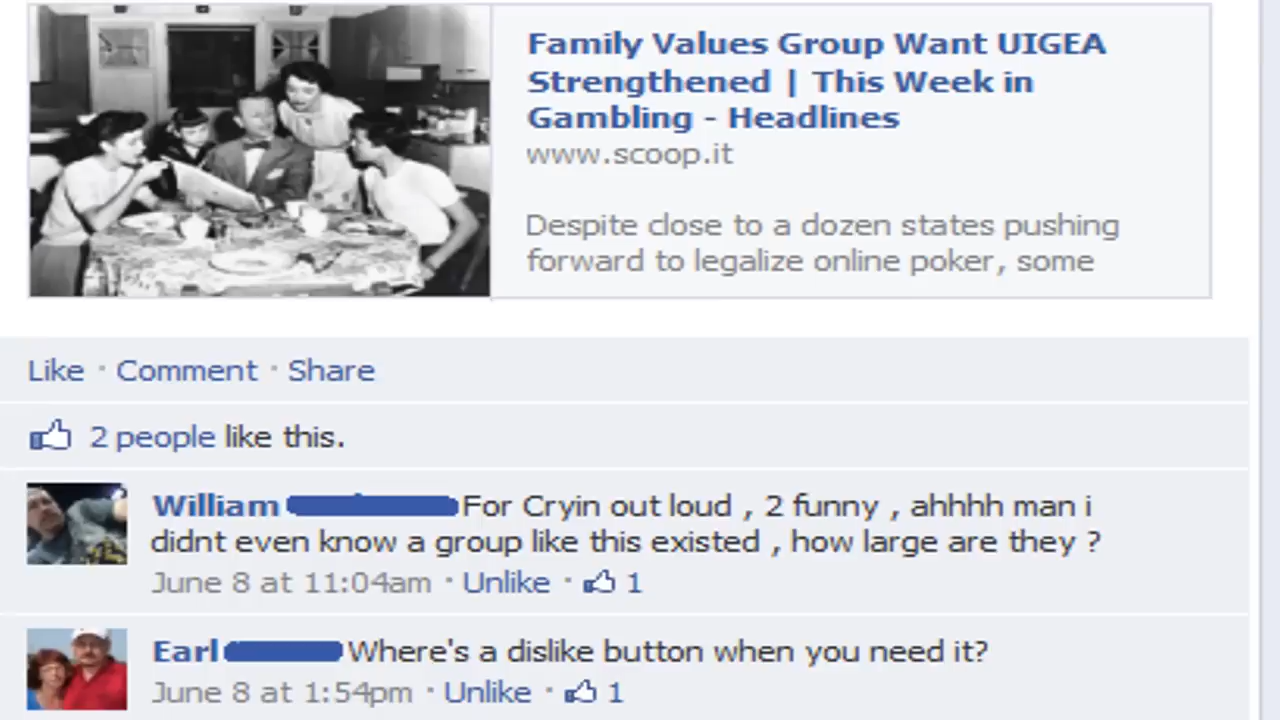 Family Values Group Want UIGEA
Strengthened | This Week in
Gambling - Headlines
www.scoop.it
Despite close to a dozen states pushing
forward to legalize online poker, some
Like · Comment · Share
2 people like this.
William For Cryin out loud , 2 funny , ahhhh man i
didnt even know a group like this existed , how large are they ?
June 8 at 11:04am · Unlike · 1
Earl Where's a dislike button when you need it?
June 8 at 1:54pm · Unlike · 1